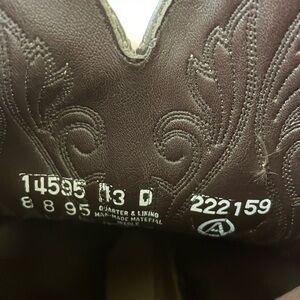 14595 13 D 222159
8 8 95 QUARTER & LINING A
MAN MADE MATERIAL